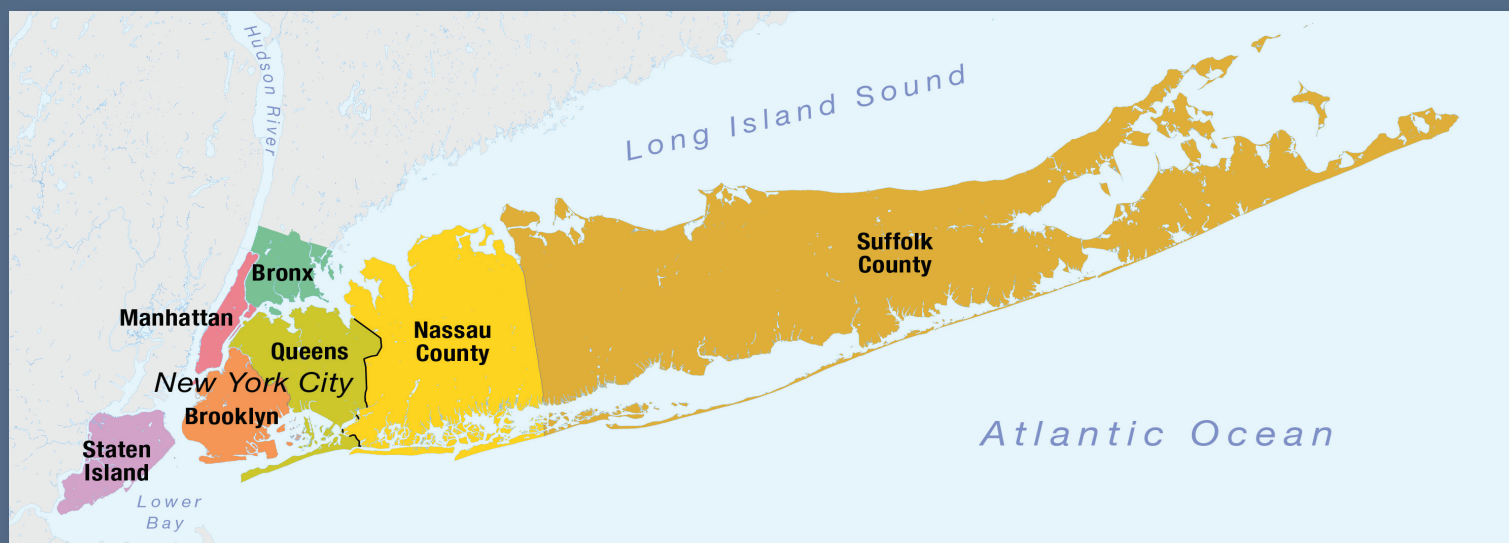 Hudson River
Long Island Sound
Suffolk
County
Bronx
Manhattan
Nassau
County
Queens
New York City
Brooklyn
Atlantic Ocean
Staten
Island
Lower
Bay